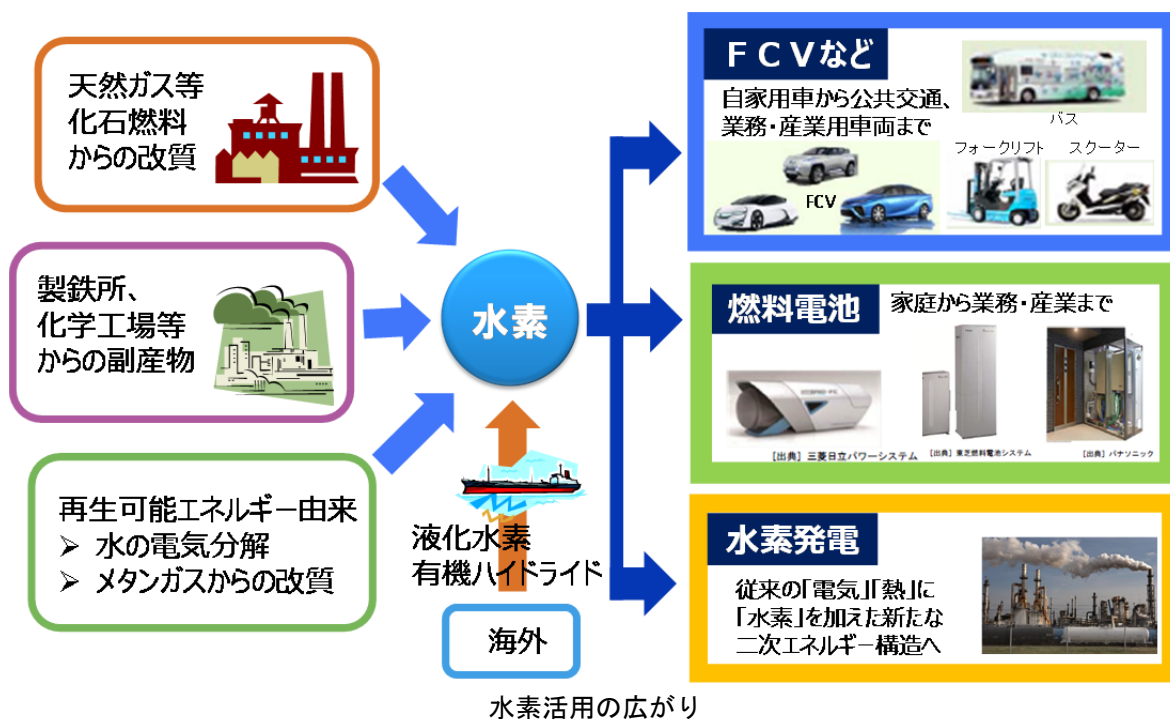 天然ガス等
化石燃料
からの改質
製鉄所、
化学工場等
からの副産物
再生可能エネルギー由来
➢ 水の電気分解
➢ メタンガスからの改質
水素
液化水素
有機ハイドライド
海外
FCVなど
自家用車から公共交通、
業務・産業用車両まで
バス
フォークリフト
スクーター
FCV
燃料電池
家庭から業務・産業まで
[出典] 三菱日立パワーシステム
[出典] 東芝燃料電池システム
[出典] パナソニック
水素発電
従来の「電気」「熱」に
「水素」を加えた新たな
二次エネルギー構造へ
水素活用の広がり